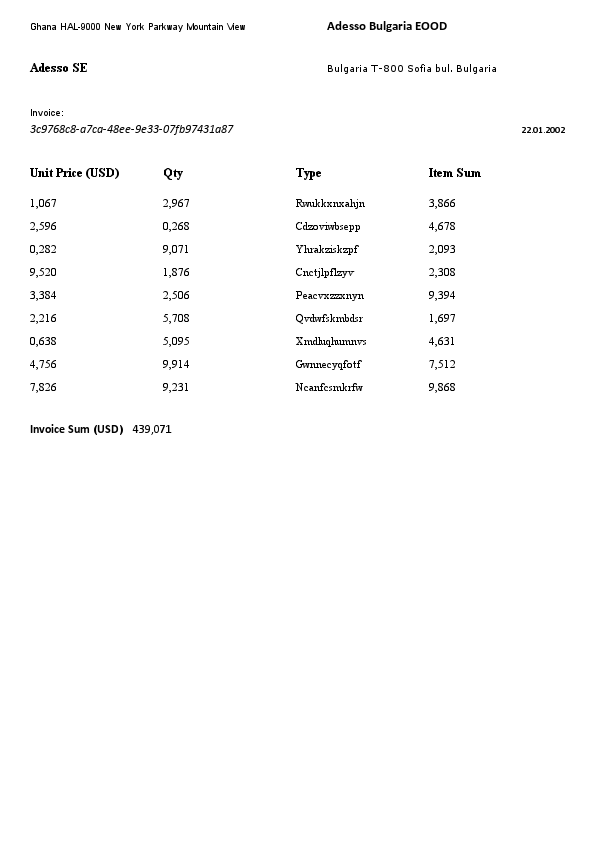 Ghana HAL-9000 New York Parkway Mountain View Adesso Bulgaria EOOD
Adesso SE Bulgaria T-800 Sofia bul. Bulgaria
Invoice:
3c9768c8-a7ca-48ee-9e33-07fb97431a87 22.01.2002
Unit Price (USD) Qty Type Item Sum
1,067 2,967 Rwukkxnxahjn 3,866
2,596 0,268 Cdzoviwbsepp 4,678
0,282 9,071 Yhrakziskzpf 2,093
9,520 1,876 Cnctjlpflzyv 2,308
3,384 2,506 Peacvxzzxnyn 9,394
2,216 5,708 Qvdwfskmbdsr 1,697
0,638 5,095 Xmdluqhumnvs 4,631
4,756 9,914 Gwnnecyqfotf 7,512
7,826 9,231 Ncanfcsmkrfw 9,868
Invoice Sum (USD) 439,071